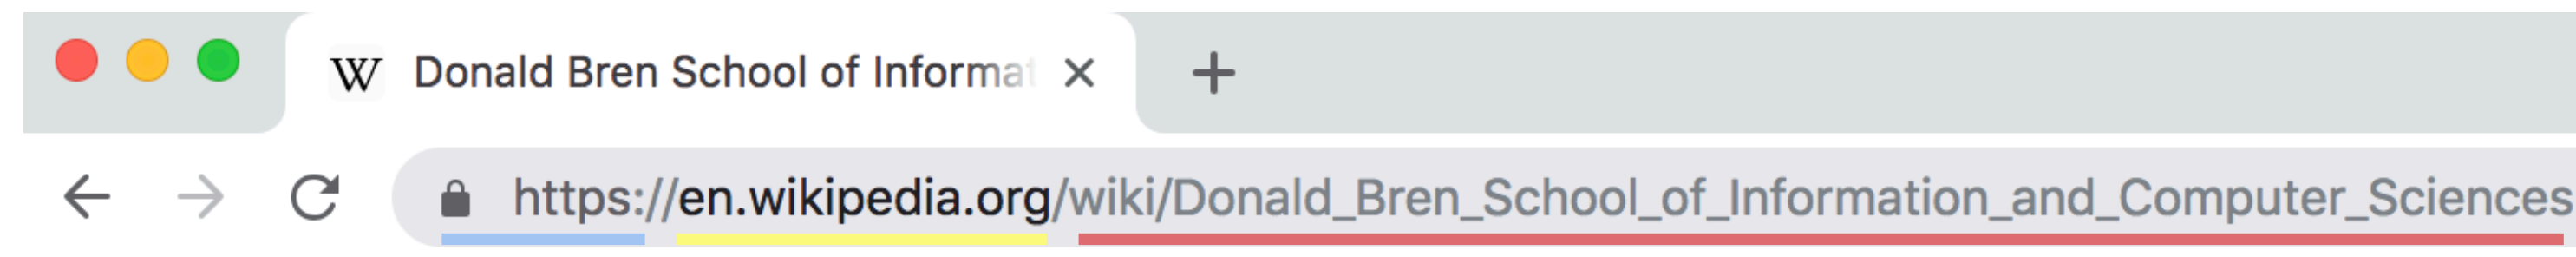 W Donald Bren School of Informat
https://en.wikipedia.org/wiki/Donald_Bren_School_of_Information_and_Computer_Sciences